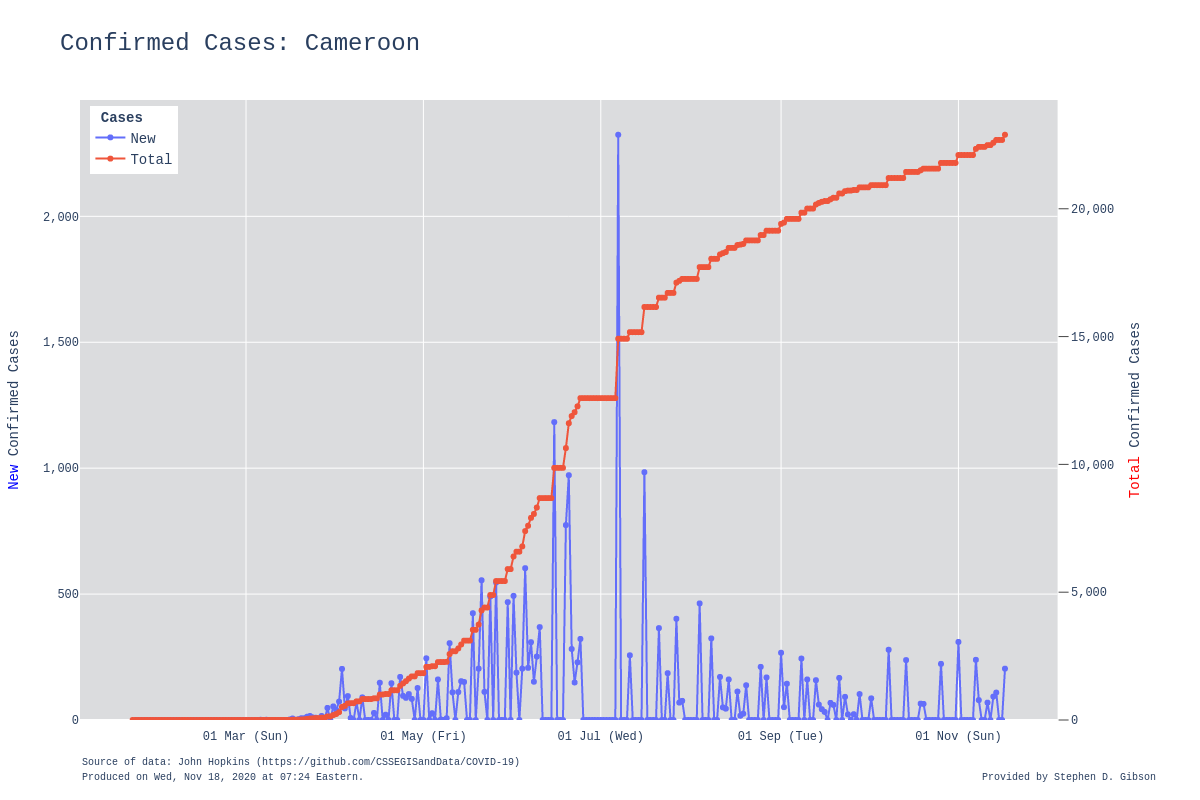 Confirmed Cases: Cameroon
Cases
New
Total
2,000
1,500
1,000
500
0
New Confirmed Cases
20,000
15,000
10,000
5,000
0
Total Confirmed Cases
01 Mar (Sun)
01 May (Fri)
01 Jul (Wed)
01 Sep (Tue)
01 Nov (Sun)
Source of data: John Hopkins (https://github.com/CSSEGISandData/COVID-19)
Produced on Wed, Nov 18, 2020 at 07:24 Eastern.
Provided by Stephen D. Gibson